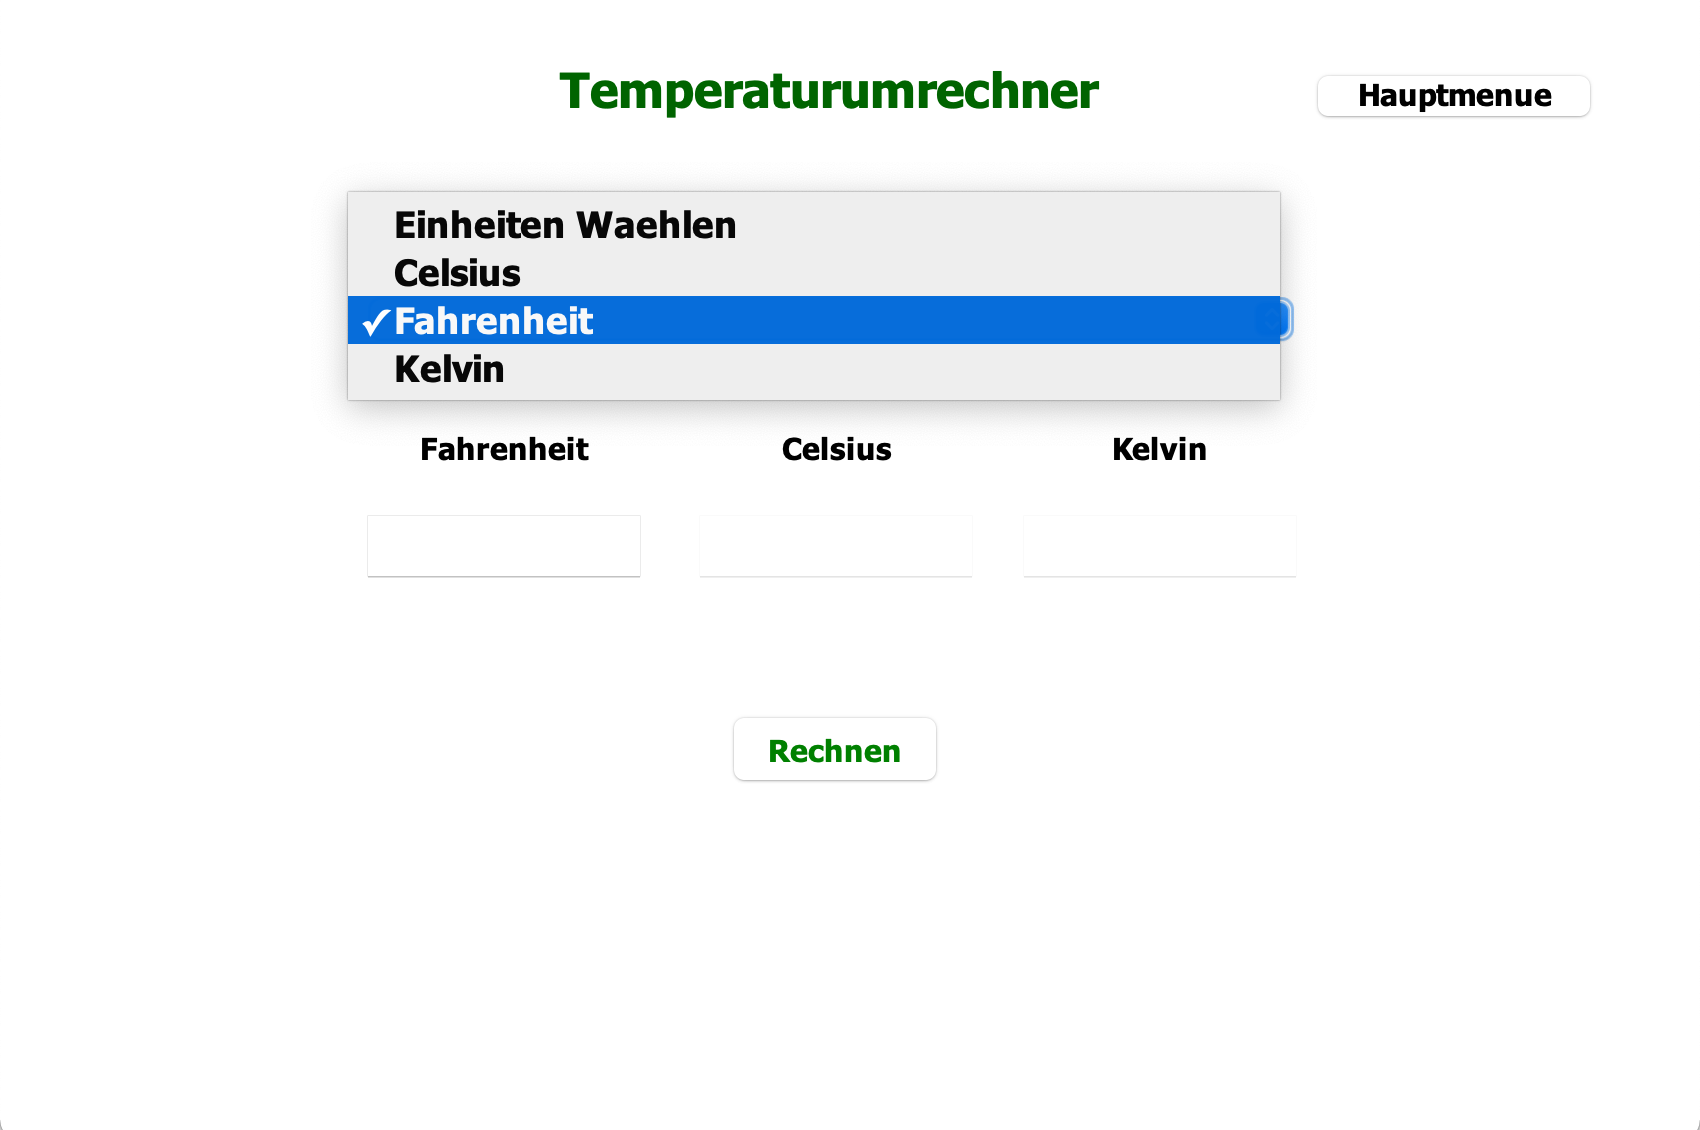 Temperaturumrechner
Hauptmenue
Einheiten Waehlen
Celsius
✓Fahrenheit
Kelvin
Fahrenheit Celsius Kelvin
Rechnen